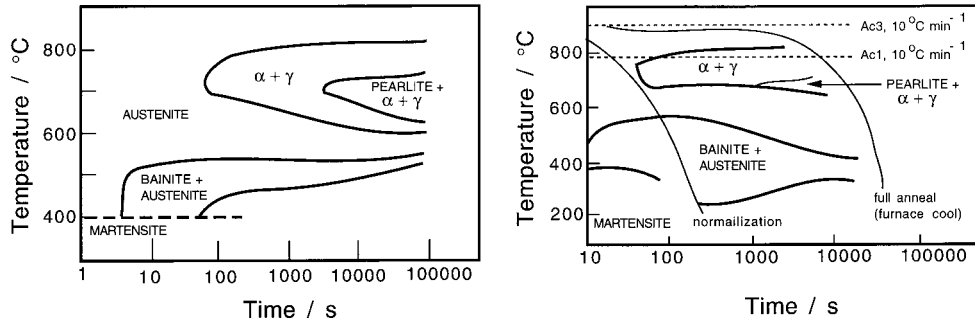 Temperature / °C
800
600
400
α + γ
PEARLITE +
α + γ
AUSTENITE
BAINITE +
AUSTENITE
MARTENSITE
1 10 100 1000 10000 100000
Time / s
Temperature / °C
800
600
400
200
Ac3, 10 °C min⁻¹
Ac1, 10 °C min⁻¹
α + γ
PEARLITE +
α + γ
BAINITE +
AUSTENITE
MARTENSITE
normailization
full anneal
(furnace cool)
10 100 1000 10000 100000
Time / s